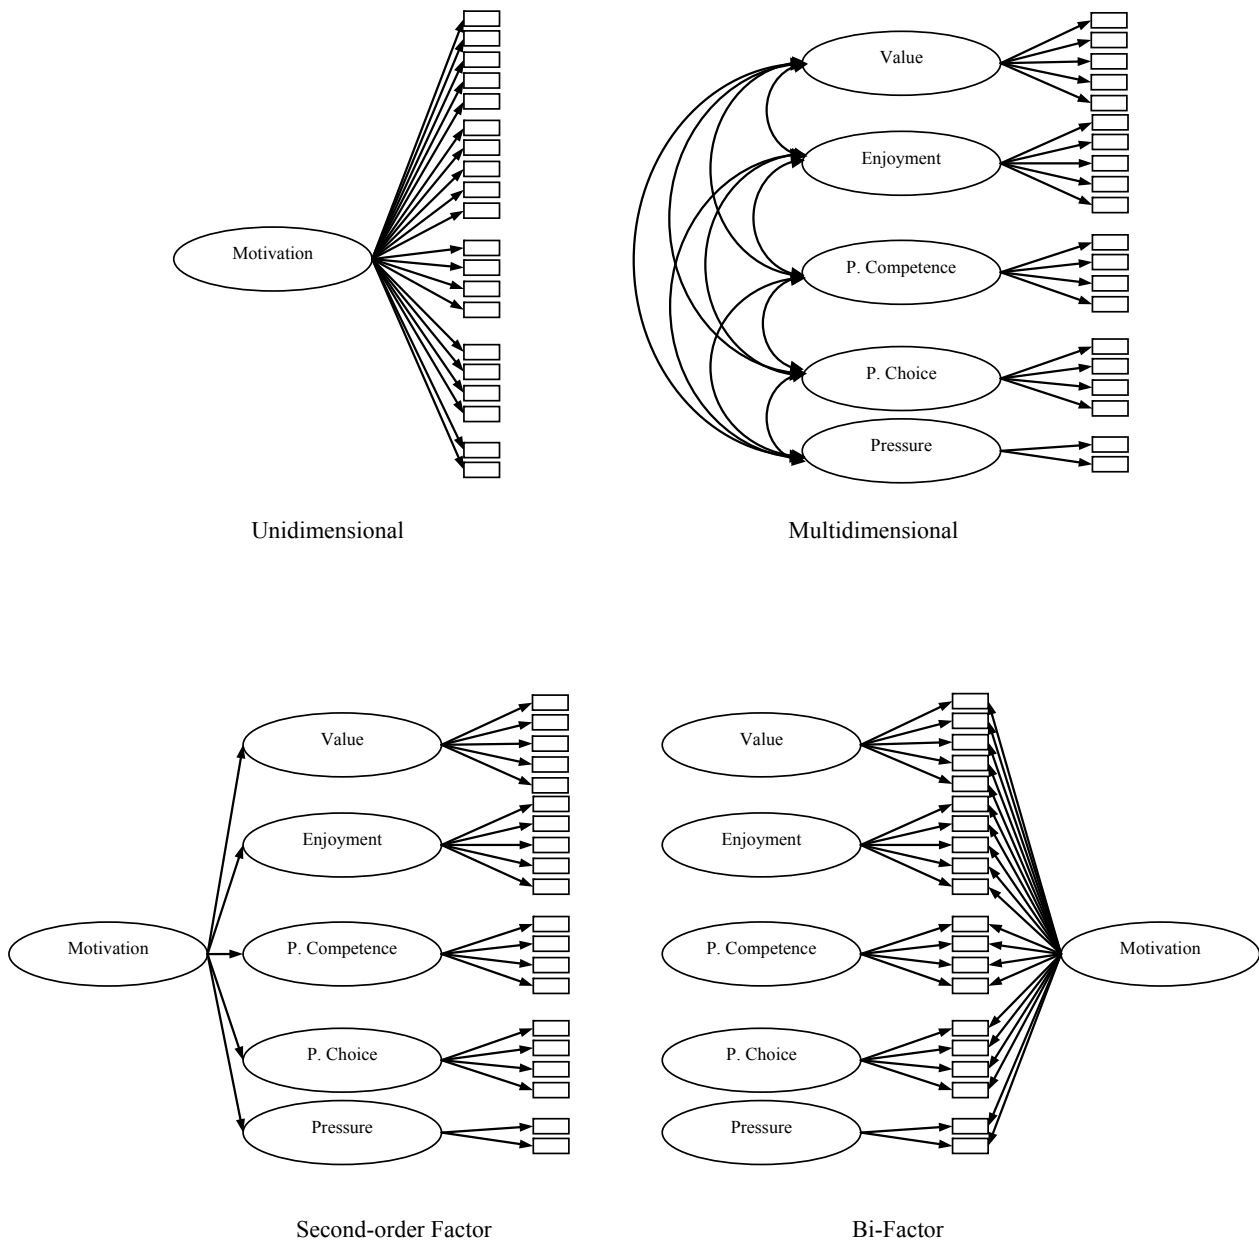 Motivation
Value
Enjoyment
P. Competence
P. Choice
Pressure
Unidimensional
Multidimensional
Motivation
Value
Enjoyment
P. Competence
P. Choice
Pressure
Value
Enjoyment
P. Competence
P. Choice
Pressure
Motivation
Second-order Factor
Bi-Factor